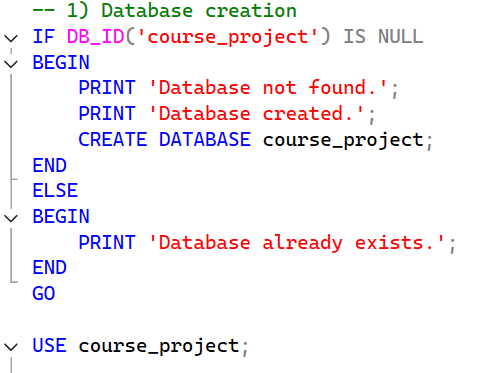 -- 1) Database creation
IF DB_ID('course_project') IS NULL
BEGIN
PRINT 'Database not found.';
PRINT 'Database created.';
CREATE DATABASE course_project;
END
ELSE
BEGIN
PRINT 'Database already exists.';
END
GO
USE course_project;